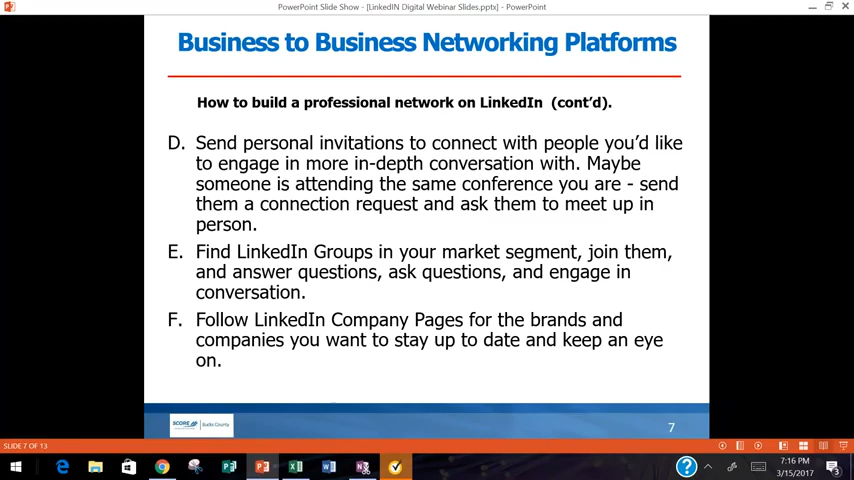 PowerPoint Slide Show - [LinkedIN Digital Webinar Slides.pptx] - PowerPoint
Business to Business Networking Platforms
How to build a professional network on LinkedIn (cont'd).
D. Send personal invitations to connect with people you'd like
to engage in more in-depth conversation with. Maybe
someone is attending the same conference you are - send
them a connection request and ask them to meet up in
person.
E. Find LinkedIn Groups in your market segment, join them,
and answer questions, ask questions, and engage in
conversation.
F. Follow LinkedIn Company Pages for the brands and
companies you want to stay up to date and keep an eye
on.
SCORE Bucks County
7
SLIDE 7 OF 13
7:16 PM
3/15/2017
3